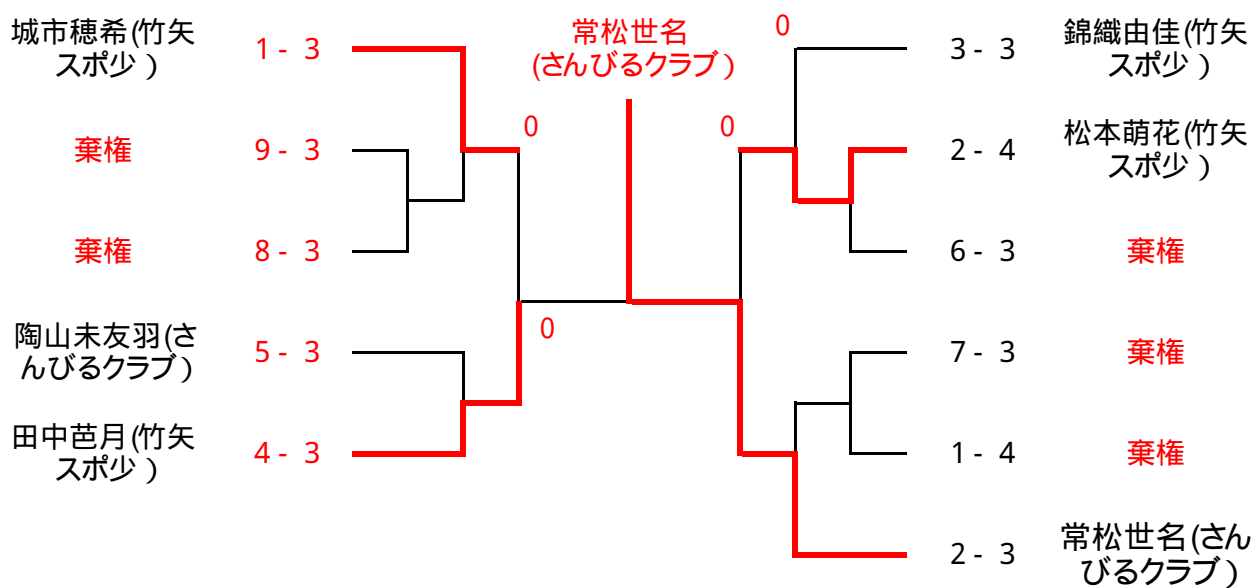 城市穂希(竹矢
スポ少)
1 - 3
棄権
9 - 3
棄権
8 - 3
陶山未友羽(さ
んびるクラブ)
5 - 3
田中芭月(竹矢
スポ少)
4 - 3
0
0
常松世名
(さんびるクラブ)
0
0
3 - 3
錦織由佳(竹矢
スポ少)
2 - 4
松本萌花(竹矢
スポ少)
6 - 3
棄権
7 - 3
棄権
1 - 4
棄権
2 - 3
常松世名(さん
びるクラブ)